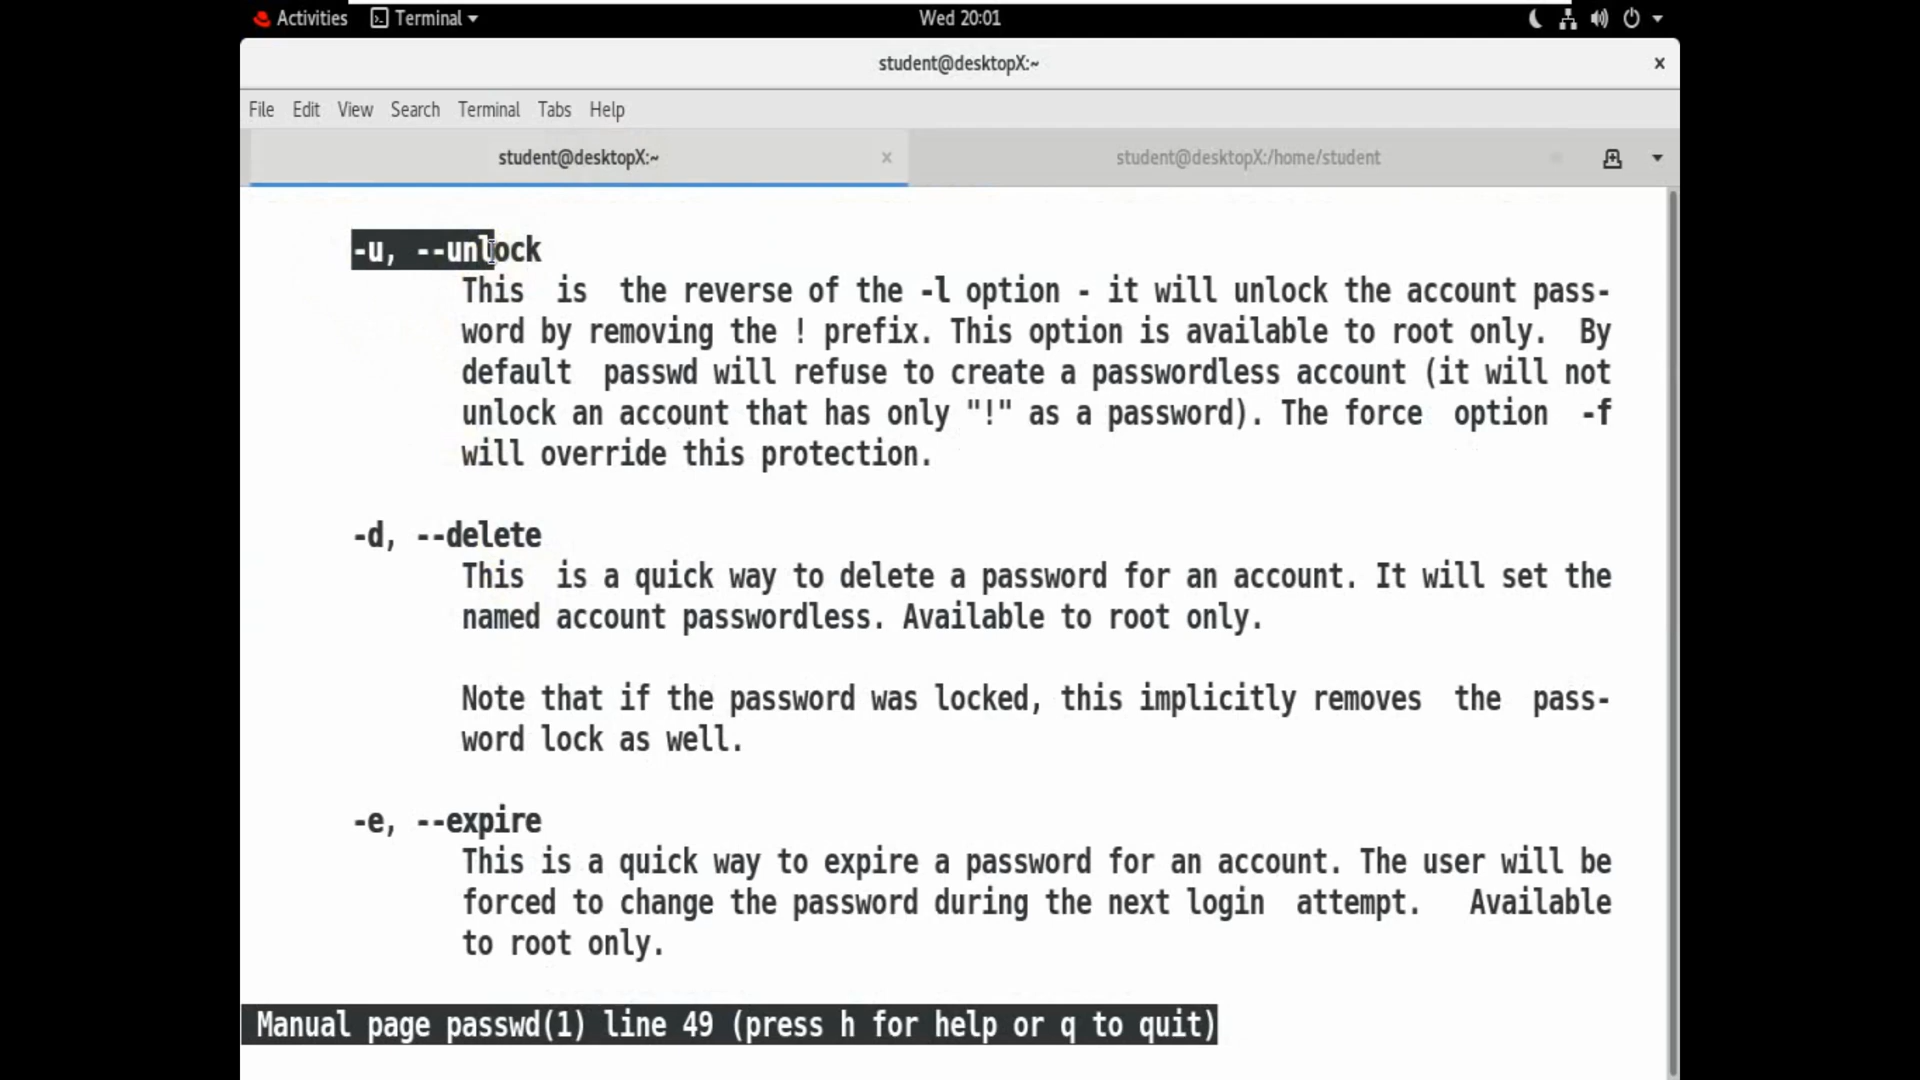 Activities Terminal Wed 20:01
student@desktopX:~
File Edit View Search Terminal Tabs Help
student@desktopX:~ student@desktopX:/home/student
-u, --unlock
This is the reverse of the -l option - it will unlock the account pass-
word by removing the ! prefix. This option is available to root only. By
default passwd will refuse to create a passwordless account (it will not
unlock an account that has only "!" as a password). The force option -f
will override this protection.
-d, --delete
This is a quick way to delete a password for an account. It will set the
named account passwordless. Available to root only.
Note that if the password was locked, this implicitly removes the pass-
word lock as well.
-e, --expire
This is a quick way to expire a password for an account. The user will be
forced to change the password during the next login attempt. Available
to root only.
Manual page passwd(1) line 49 (press h for help or q to quit)